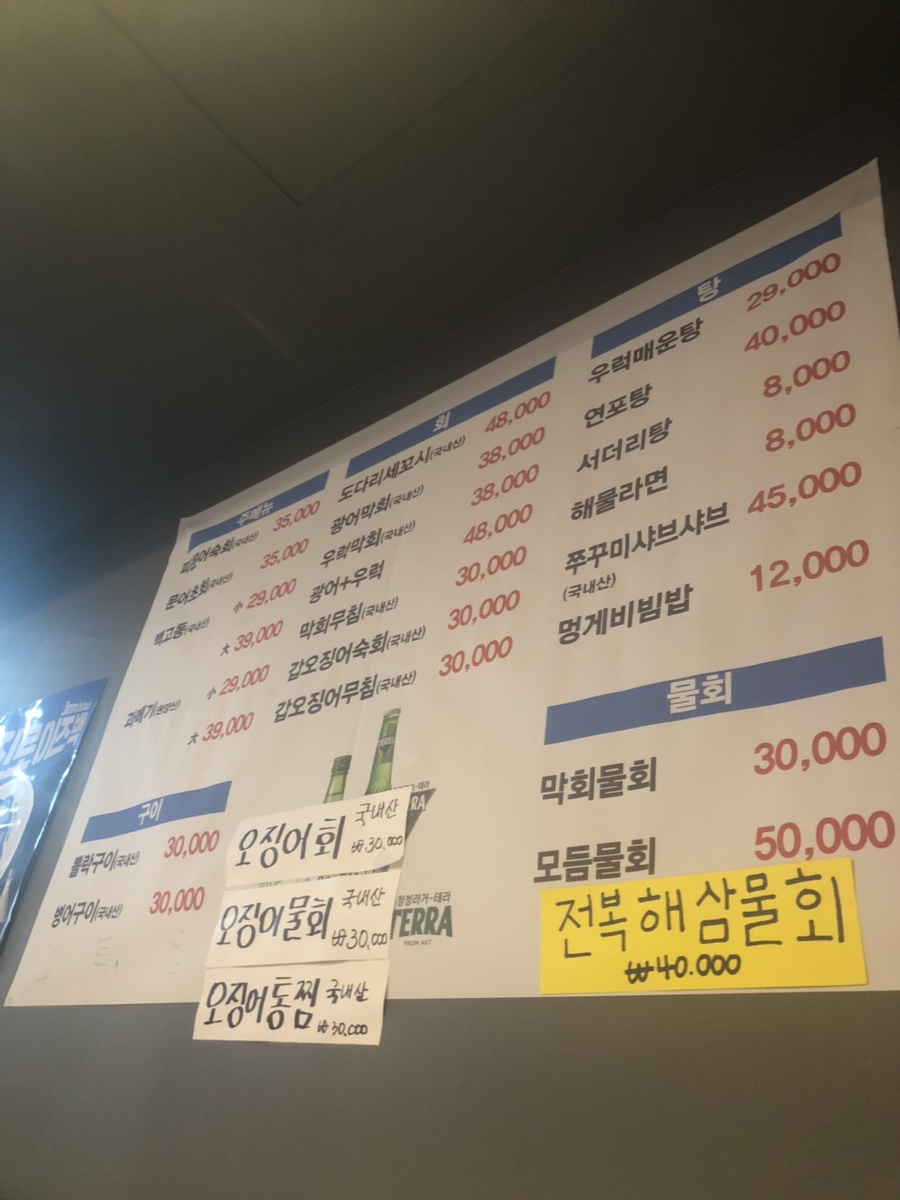 주메뉴
피문어숙회(국내산) 35,000
문어초회(국내산) 35,000
백고동(국내산) 小 29,000
大 39,000
과메기(원양산) 小 29,000
大 39,000
구이
볼락구이(국내산) 30,000
병어구이(국내산) 30,000
회
도다리세꼬시(국내산) 48,000
광어막회(국내산) 38,000
우럭막회(국내산) 38,000
광어+우럭 48,000
막회무침(국내산) 30,000
갑오징어숙회(국내산) 30,000
갑오징어무침(국내산) 30,000
TERRA
오징어회 국내산
₩30.000
오징어물회 국내산
₩30.000
오징어통찜 국내산
₩30.000
청정라거-테라
TERRA
FROM AGT
탕
우럭매운탕 29,000
연포탕 40,000
서더리탕 8,000
해물라면 8,000
쭈꾸미샤브샤브 45,000
(국내산)
멍게비빔밥 12,000
물회
막회물회 30,000
모듬물회 50,000
전복해삼물회
₩40.000